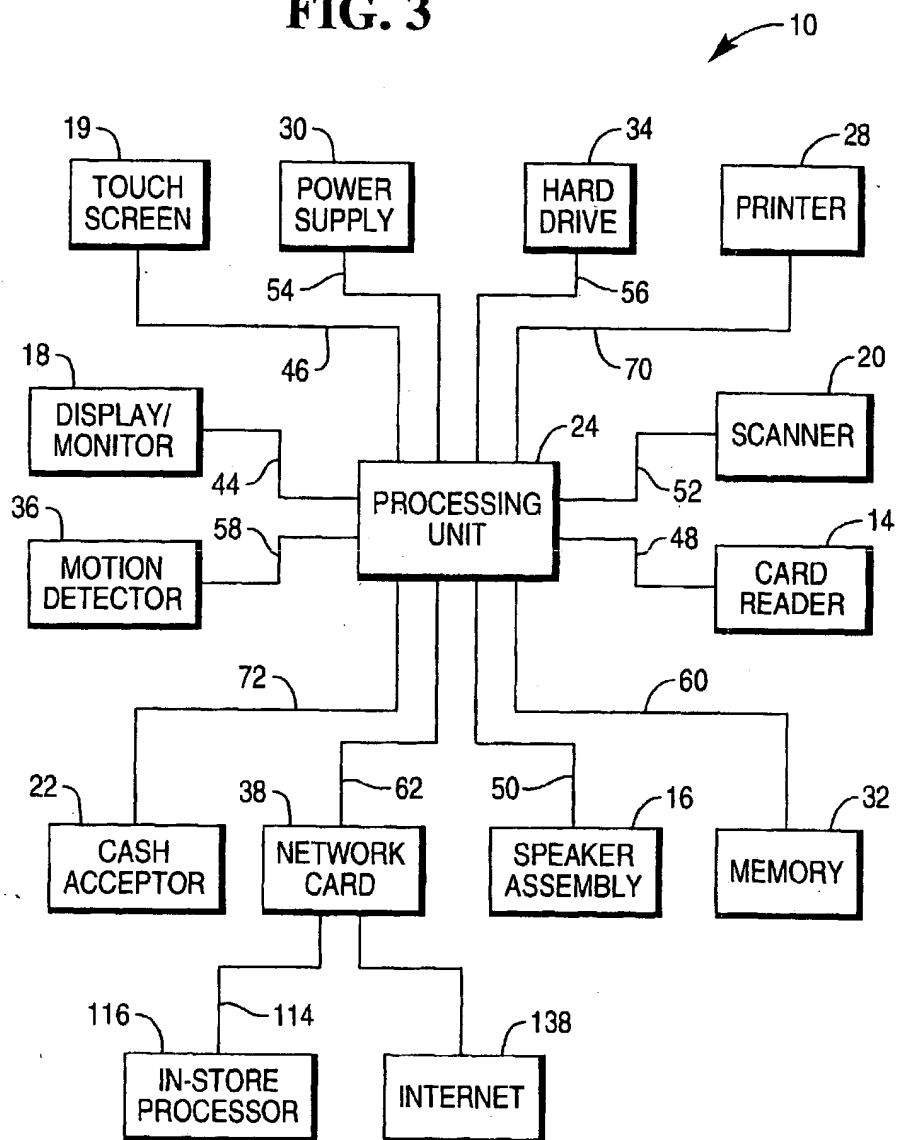 FIG. 3
10
19
30
34
28
TOUCH
SCREEN
POWER
SUPPLY
HARD
DRIVE
PRINTER
54
56
46
70
18
20
DISPLAY/
MONITOR
24
SCANNER
44
52
PROCESSING
UNIT
36
58
48
14
MOTION
DETECTOR
CARD
READER
72
60
22
38
62
50
16
32
CASH
ACCEPTOR
NETWORK
CARD
SPEAKER
ASSEMBLY
MEMORY
116
114
138
IN-STORE
PROCESSOR
INTERNET